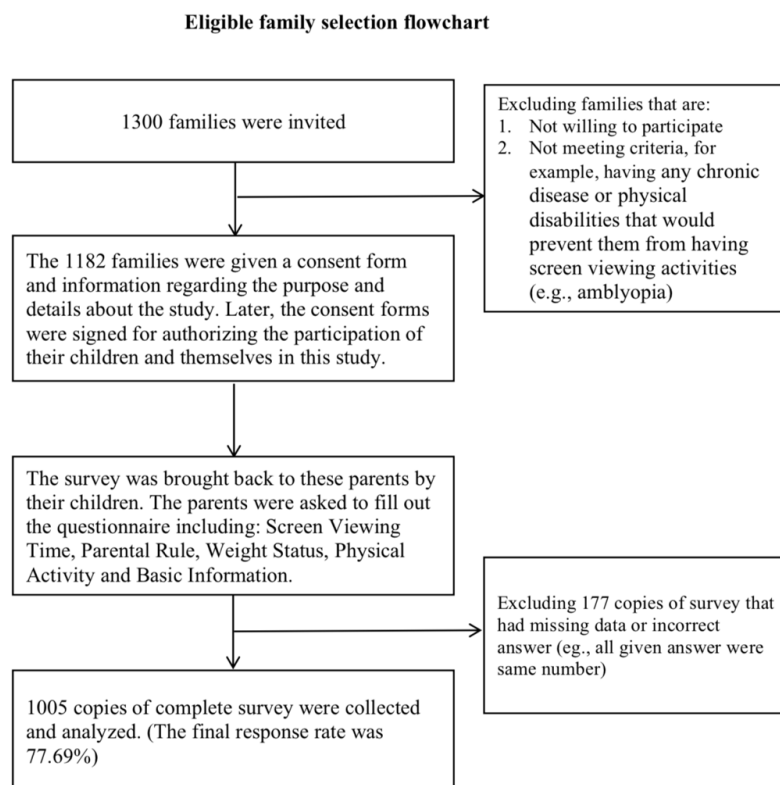 Eligible family selection flowchart
1300 families were invited
Excluding families that are:
1. Not willing to participate
2. Not meeting criteria, for
example, having any chronic
disease or physical
disabilities that would
prevent them from having
screen viewing activities
(e.g., amblyopia)
The 1182 families were given a consent form
and information regarding the purpose and
details about the study. Later, the consent forms
were signed for authorizing the participation of
their children and themselves in this study.
The survey was brought back to these parents by
their children. The parents were asked to fill out
the questionnaire including: Screen Viewing
Time, Parental Rule, Weight Status, Physical
Activity and Basic Information.
Excluding 177 copies of survey that
had missing data or incorrect
answer (eg., all given answer were
same number)
1005 copies of complete survey were collected
and analyzed. (The final response rate was
77.69%)